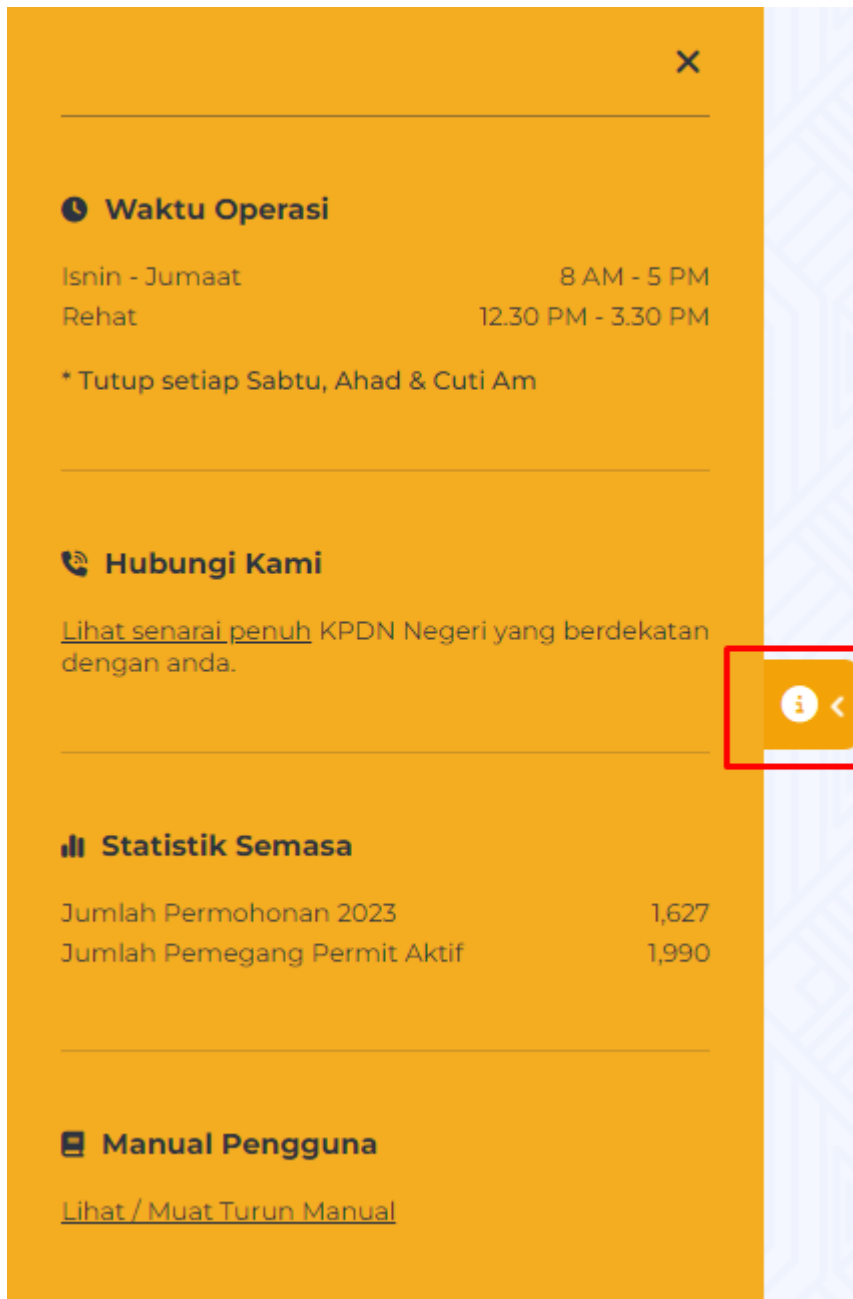 Waktu Operasi
Isnin - Jumaat 8 AM - 5 PM
Rehat 12.30 PM - 3.30 PM
* Tutup setiap Sabtu, Ahad & Cuti Am
Hubungi Kami
Lihat senarai penuh KPDN Negeri yang berdekatan
dengan anda.
Statistik Semasa
Jumlah Permohonan 2023 1,627
Jumlah Pemegang Permit Aktif 1,990
Manual Pengguna
Lihat / Muat Turun Manual